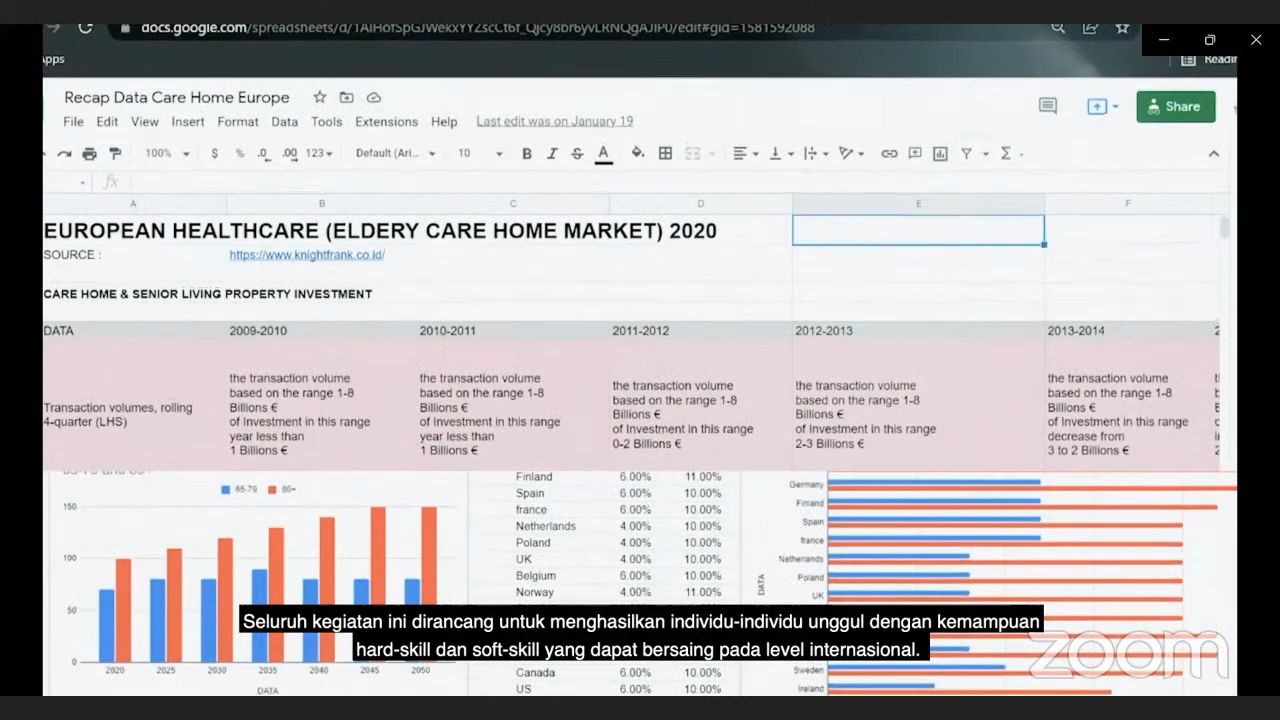 docs.google.com/spreadsheets/d/
Apps
Recap Data Care Home Europe
File Edit View Insert Format Data Tools Extensions Help Last edit was on January 19
Share
100% $ % .0 .00 123 Default (Ari... 10 B I S A
fx
A B C D E F
EUROPEAN HEALTHCARE (ELDERY CARE HOME MARKET) 2020
SOURCE : https://www.knightfrank.co.id/
CARE HOME & SENIOR LIVING PROPERTY INVESTMENT
DATA 2009-2010 2010-2011 2011-2012 2012-2013 2013-2014
Transaction volumes, rolling
4-quarter (LHS)
the transaction volume
based on the range 1-8
Billions €
of Investment in this range
year less than
1 Billions €
the transaction volume
based on the range 1-8
Billions €
of Investment in this range
year less than
1 Billions €
the transaction volume
based on the range 1-8
Billions €
of Investment in this range
0-2 Billions €
the transaction volume
based on the range 1-8
Billions €
of Investment in this range
2-3 Billions €
the transaction volume
based on the range 1-8
Billions €
of Investment in this range
decrease from
3 to 2 Billions €
65-79 80+
150
100
50
0
2020 2025 2030 2035 2040 2045 2050
DATA
Finland 6.00% 11.00%
Spain 6.00% 10.00%
france 6.00% 10.00%
Netherlands 4.00% 10.00%
Poland 4.00% 10.00%
UK 4.00% 10.00%
Belgium 6.00% 10.00%
Norway 4.00% 11.00%
Canada 4.00% 10.00%
US 6.00% 10.00%
DATA
Germany
Finland
Spain
france
Netherlands
Poland
UK
Sweden
Ireland
Seluruh kegiatan ini dirancang untuk menghasilkan individu-individu unggul dengan kemampuan
hard-skill dan soft-skill yang dapat bersaing pada level internasional.
zoom